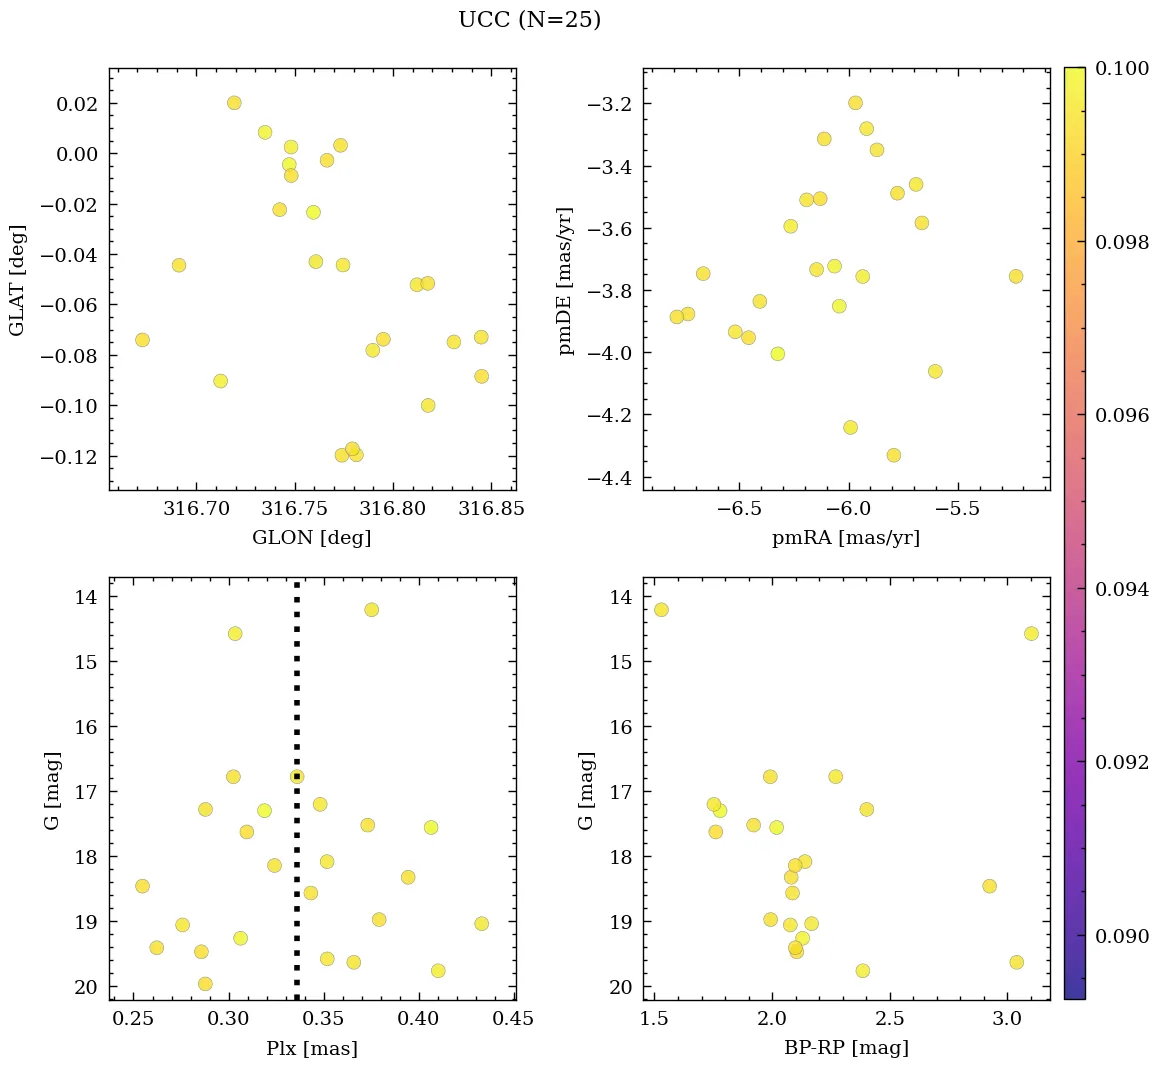 UCC (N=25)
0.02
0.00
−0.02
−0.04
−0.06
−0.08
−0.10
−0.12
GLAT [deg]
316.70 316.75 316.80 316.85
GLON [deg]
−3.2
−3.4
−3.6
−3.8
−4.0
−4.2
−4.4
pmDE [mas/yr]
−6.5 −6.0 −5.5
pmRA [mas/yr]
14
15
16
17
18
19
20
G [mag]
0.25 0.30 0.35 0.40 0.45
Plx [mas]
14
15
16
17
18
19
20
G [mag]
1.5 2.0 2.5 3.0
BP-RP [mag]
0.100
0.098
0.096
0.094
0.092
0.090